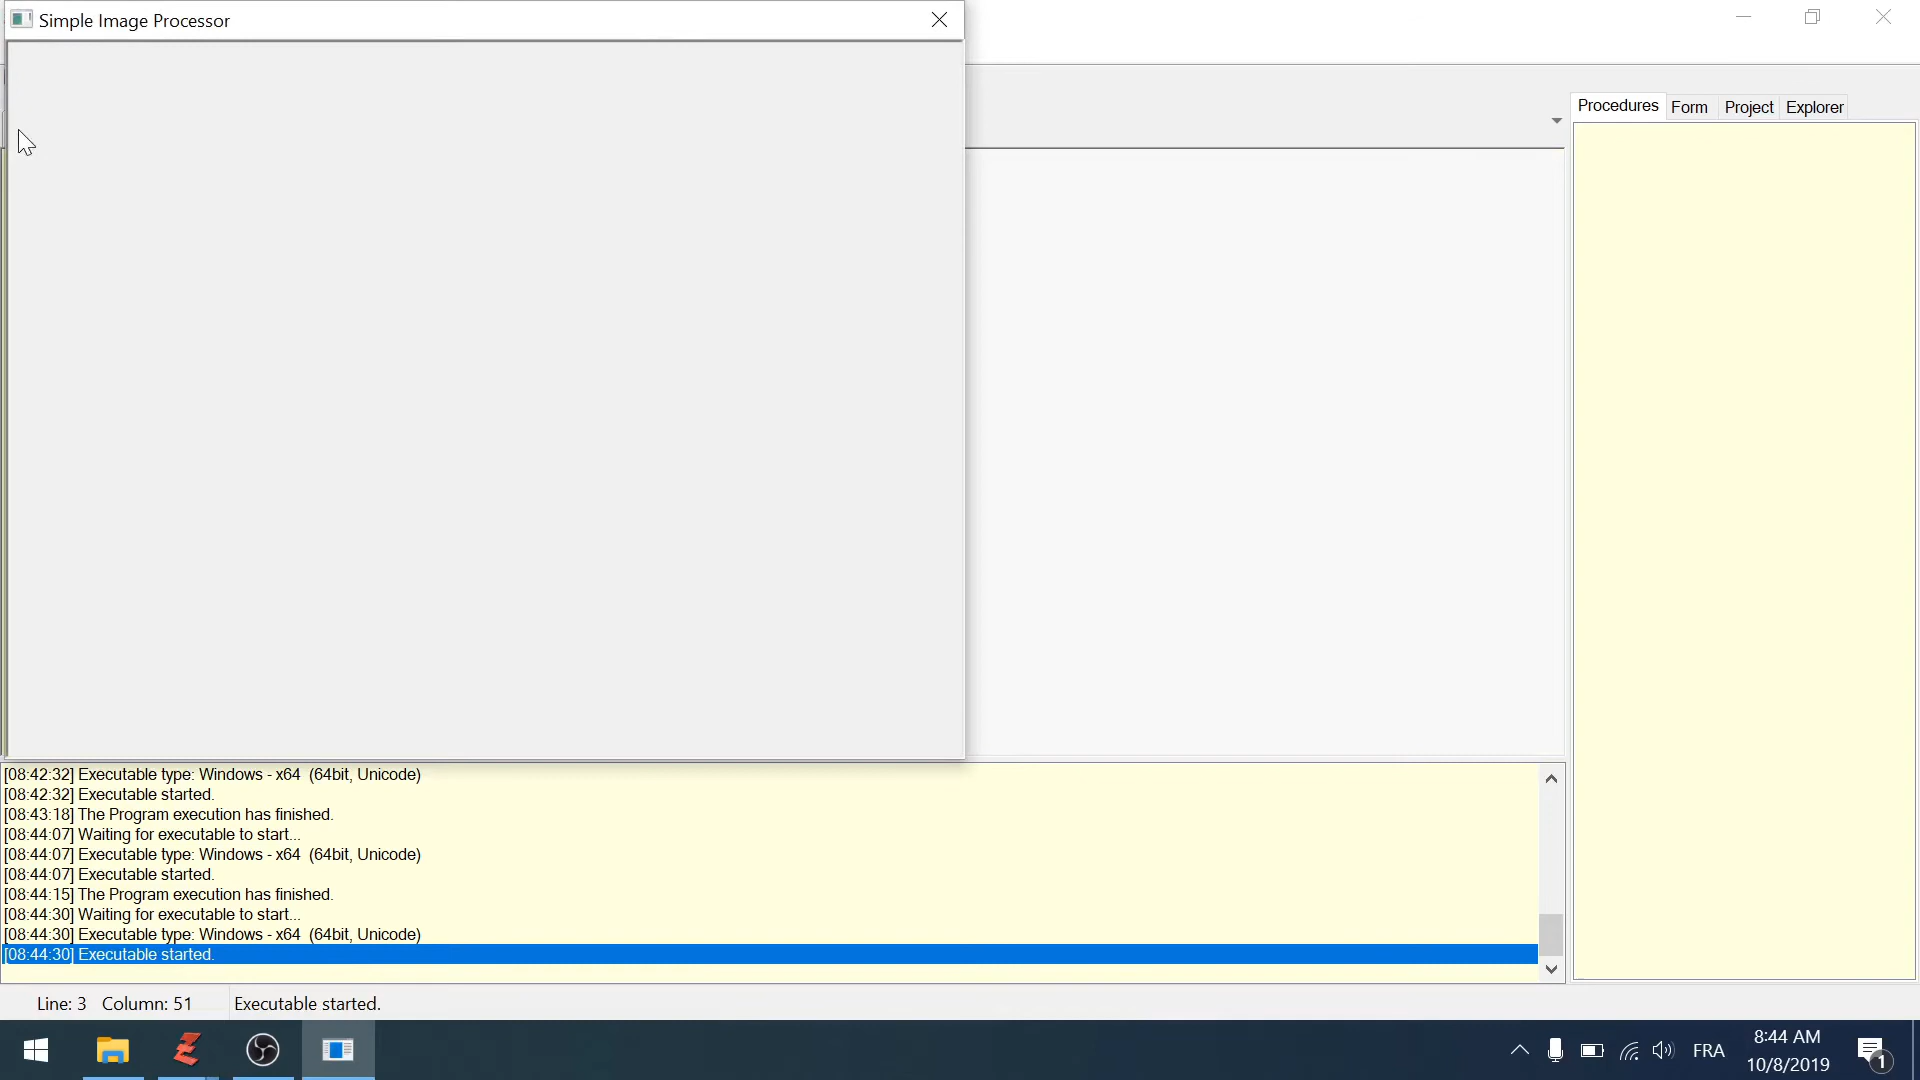 Simple Image Processor
Procedures Form Project Explorer
[08:42:32] Executable type: Windows - x64 (64bit, Unicode)
[08:42:32] Executable started.
[08:43:18] The Program execution has finished.
[08:44:07] Waiting for executable to start...
[08:44:07] Executable type: Windows - x64 (64bit, Unicode)
[08:44:07] Executable started.
[08:44:15] The Program execution has finished.
[08:44:30] Waiting for executable to start...
[08:44:30] Executable type: Windows - x64 (64bit, Unicode)
[08:44:30] Executable started.
Line: 3 Column: 51 Executable started.
FRA
8:44 AM
10/8/2019
1